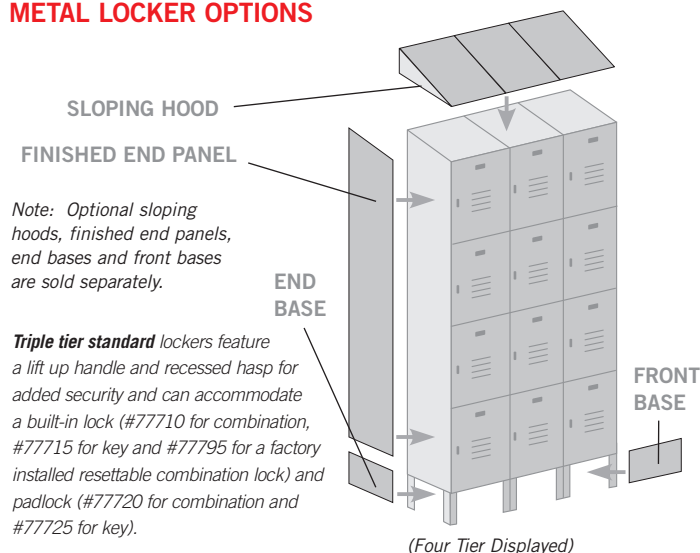 METAL LOCKER OPTIONS
SLOPING HOOD
FINISHED END PANEL
Note: Optional sloping
hoods, finished end panels,
end bases and front bases
are sold separately.
END
BASE
Triple tier standard lockers feature
a lift up handle and recessed hasp for
added security and can accommodate
a built-in lock (#77710 for combination,
#77715 for key and #77795 for a factory
installed resettable combination lock) and
padlock (#77720 for combination and
#77725 for key).
FRONT
BASE
(Four Tier Displayed)